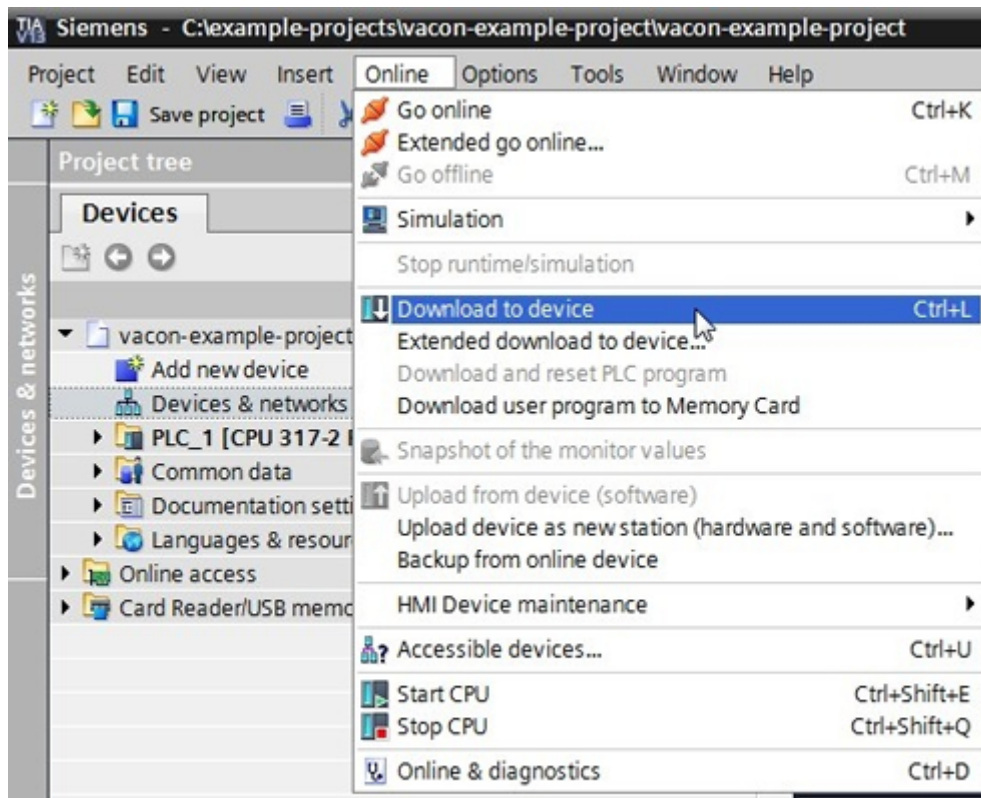 TIA V13 Siemens - C:\example-projects\vacon-example-project\vacon-example-project
Project Edit View Insert Online Options Tools Window Help
Save project
Go online Ctrl+K
Extended go online...
Go offline Ctrl+M
Simulation
Stop runtime/simulation
Download to device Ctrl+L
Extended download to device...
Download and reset PLC program
Download user program to Memory Card
Snapshot of the monitor values
Upload from device (software)
Upload device as new station (hardware and software)...
Backup from online device
HMI Device maintenance
Accessible devices... Ctrl+U
Start CPU Ctrl+Shift+E
Stop CPU Ctrl+Shift+Q
Online & diagnostics Ctrl+D
Project tree
Devices
vacon-example-project
Add new device
Devices & networks
PLC_1 [CPU 317-2
Common data
Documentation setti
Languages & resour
Online access
Card Reader/USB memo
Devices & networks